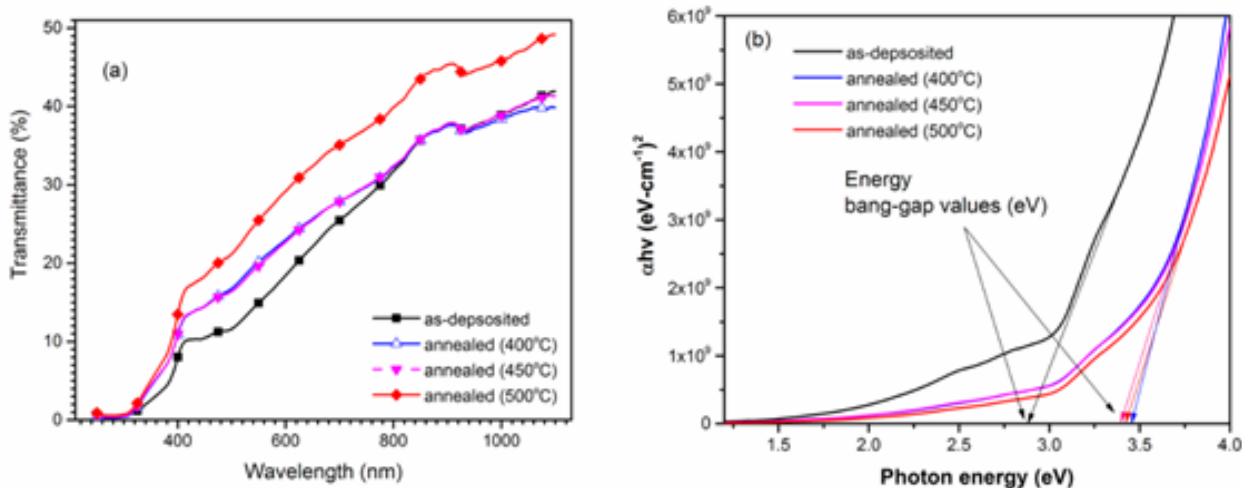 (a)
Transmittance (%)
50
40
30
20
10
0
400
600
800
1000
Wavelength (nm)
as-depsosited
annealed (400°C)
annealed (450°C)
annealed (500°C)
(b)
αhν (eV-cm⁻¹)²
6x10⁹
5x10⁹
4x10⁹
3x10⁹
2x10⁹
1x10⁹
0
1.5
2.0
2.5
3.0
3.5
4.0
Photon energy (eV)
as-depsosited
annealed (400°C)
annealed (450°C)
annealed (500°C)
Energy
bang-gap values (eV)